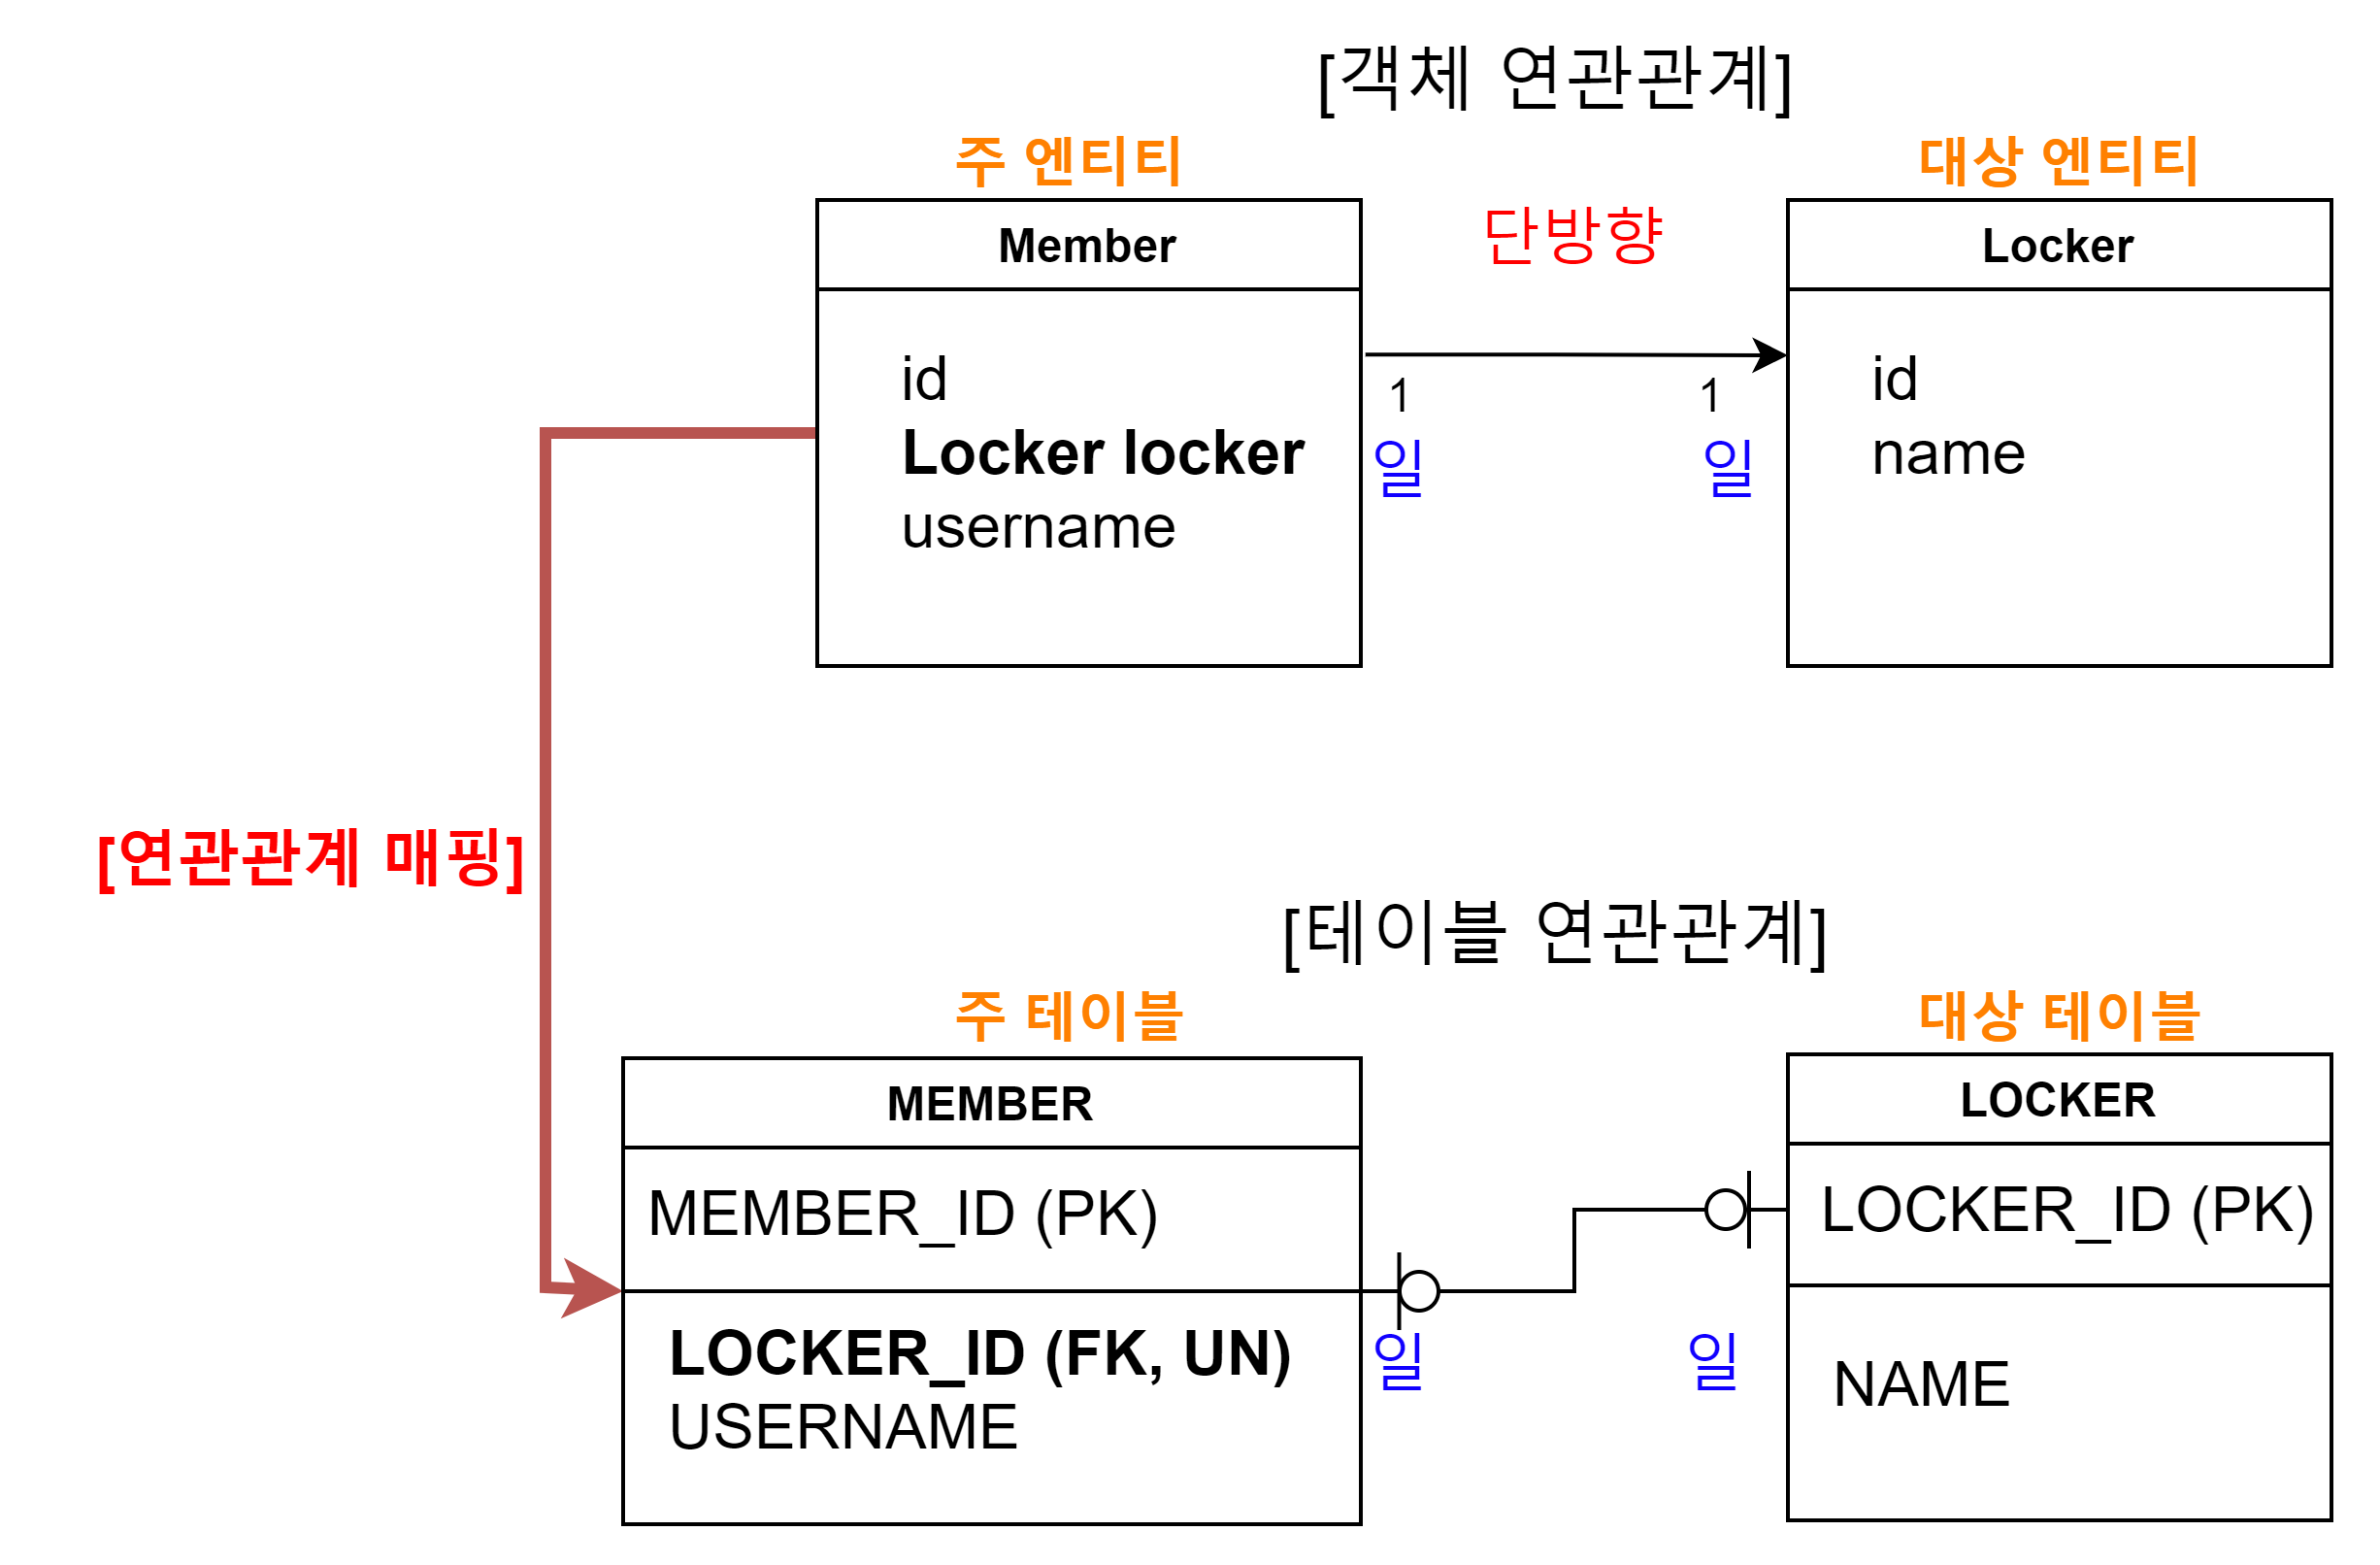 [객체 연관관계]
주 엔티티
대상 엔티티
Member
단방향
Locker
id
Locker locker
username
1
1
일
일
id
name
[연관관계 매핑]
[테이블 연관관계]
주 테이블
대상 테이블
MEMBER
LOCKER
MEMBER_ID (PK)
LOCKER_ID (PK)
LOCKER_ID (FK, UN)
USERNAME
일
일
NAME